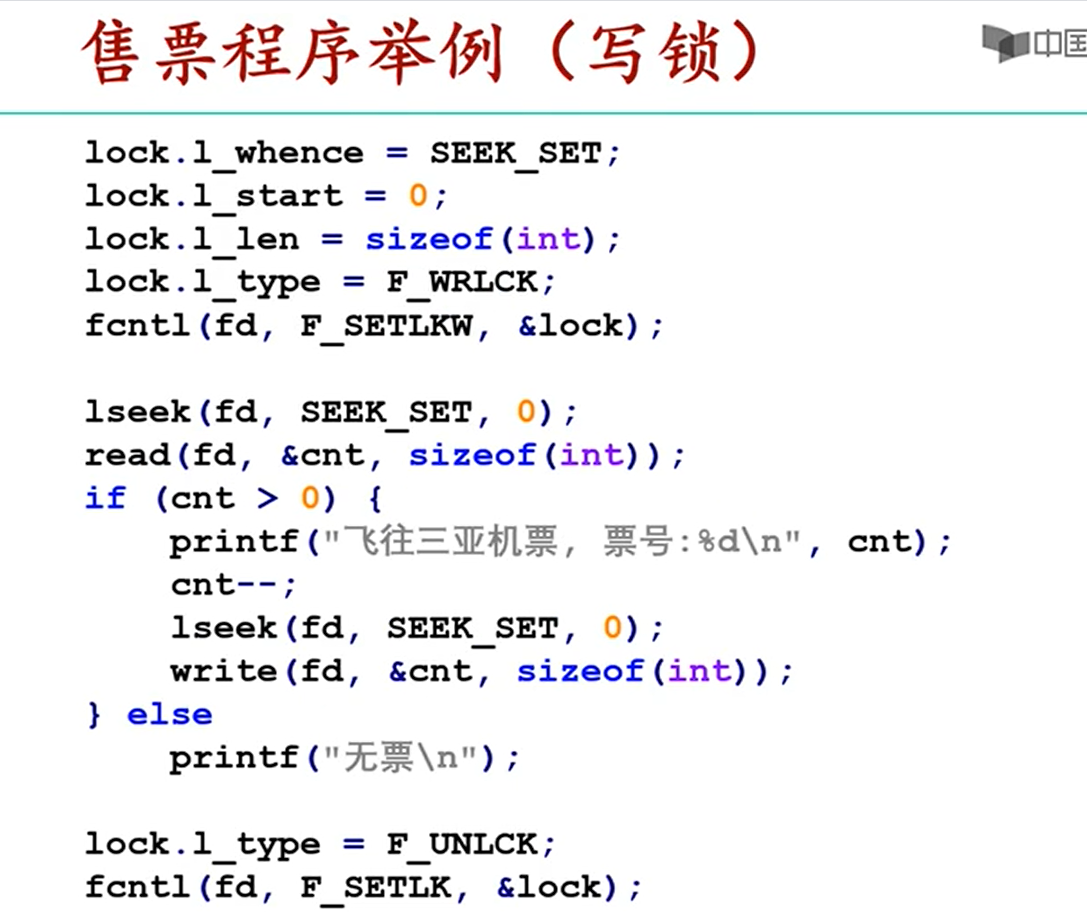 售票程序举例（写锁）
中国
lock.l_whence = SEEK_SET;
lock.l_start = 0;
lock.l_len = sizeof(int);
lock.l_type = F_WRLCK;
fcntl(fd, F_SETLKW, &lock);
lseek(fd, SEEK_SET, 0);
read(fd, &cnt, sizeof(int));
if (cnt > 0) {
printf("飞往三亚机票, 票号:%d\n", cnt);
cnt--;
lseek(fd, SEEK_SET, 0);
write(fd, &cnt, sizeof(int));
} else
printf("无票\n");
lock.l_type = F_UNLCK;
fcntl(fd, F_SETLK, &lock);